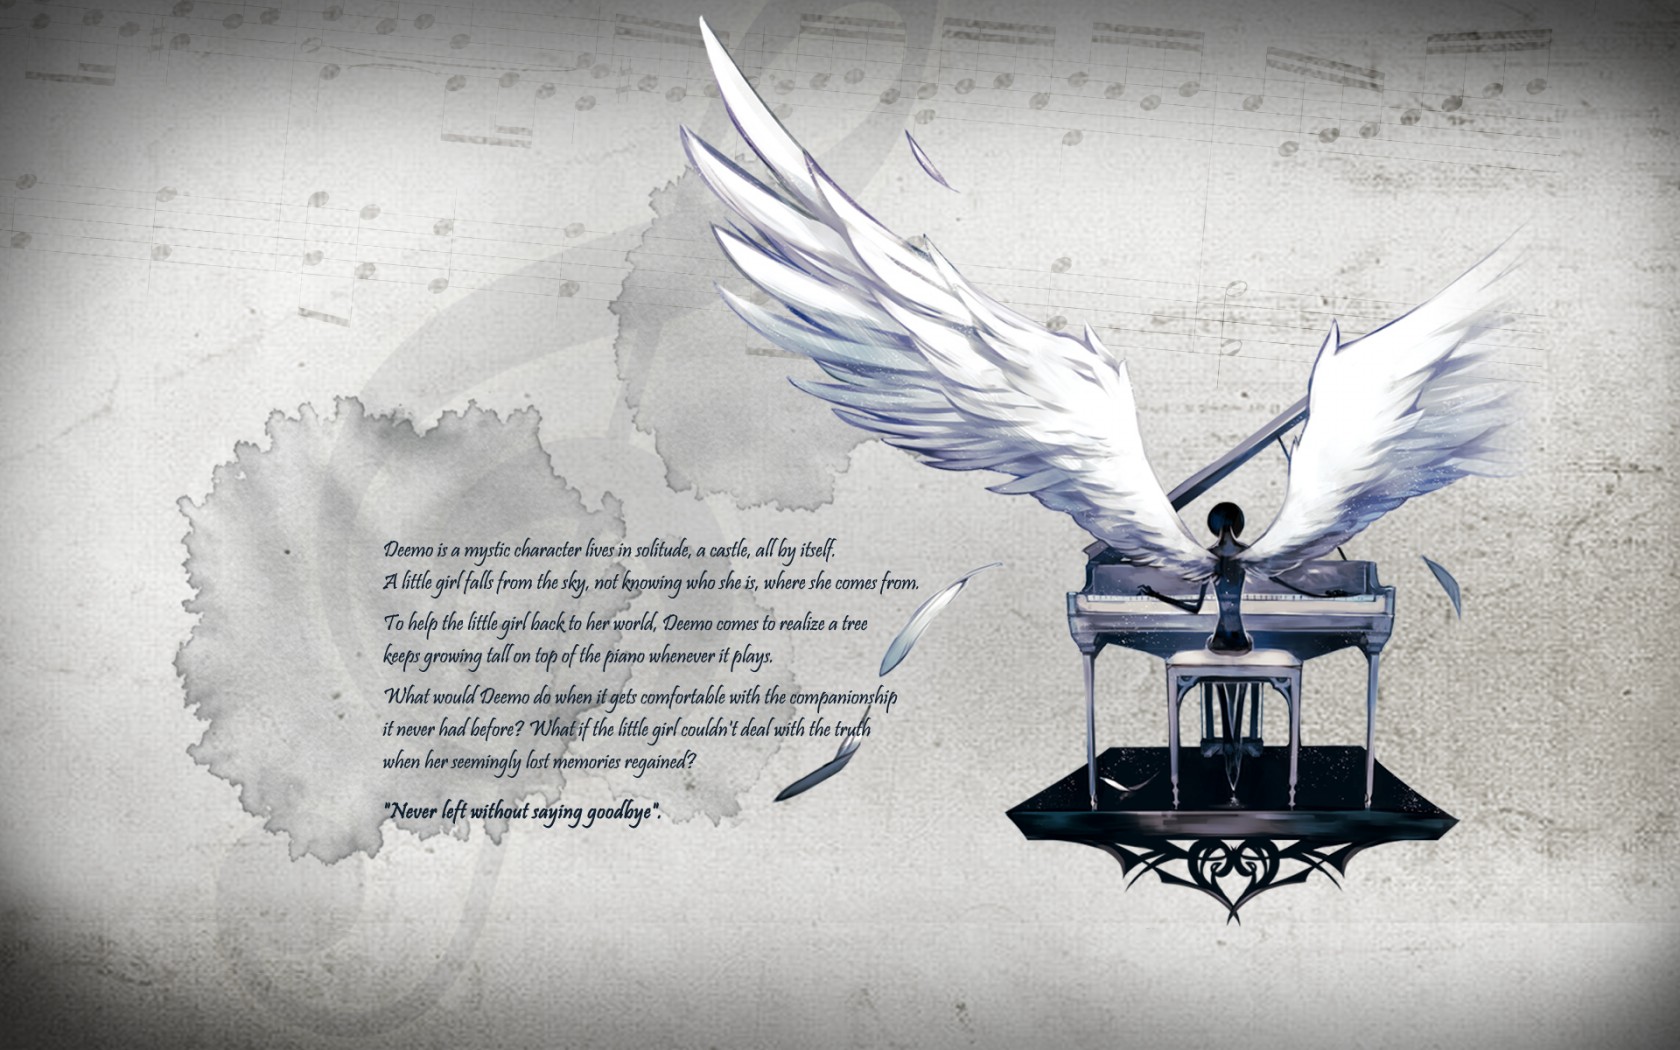 Deemo is a mystic character lives in solitude, a castle, all by itself.
A little girl falls from the sky, not knowing who she is, where she comes from.
To help the little girl back to her world, Deemo comes to realize a tree
keeps growing tall on top of the piano whenever it plays.
What would Deemo do when it gets comfortable with the companionship
it never had before? What if the little girl couldn't deal with the truth
when her seemingly lost memories regained?
"Never left without saying goodbye".